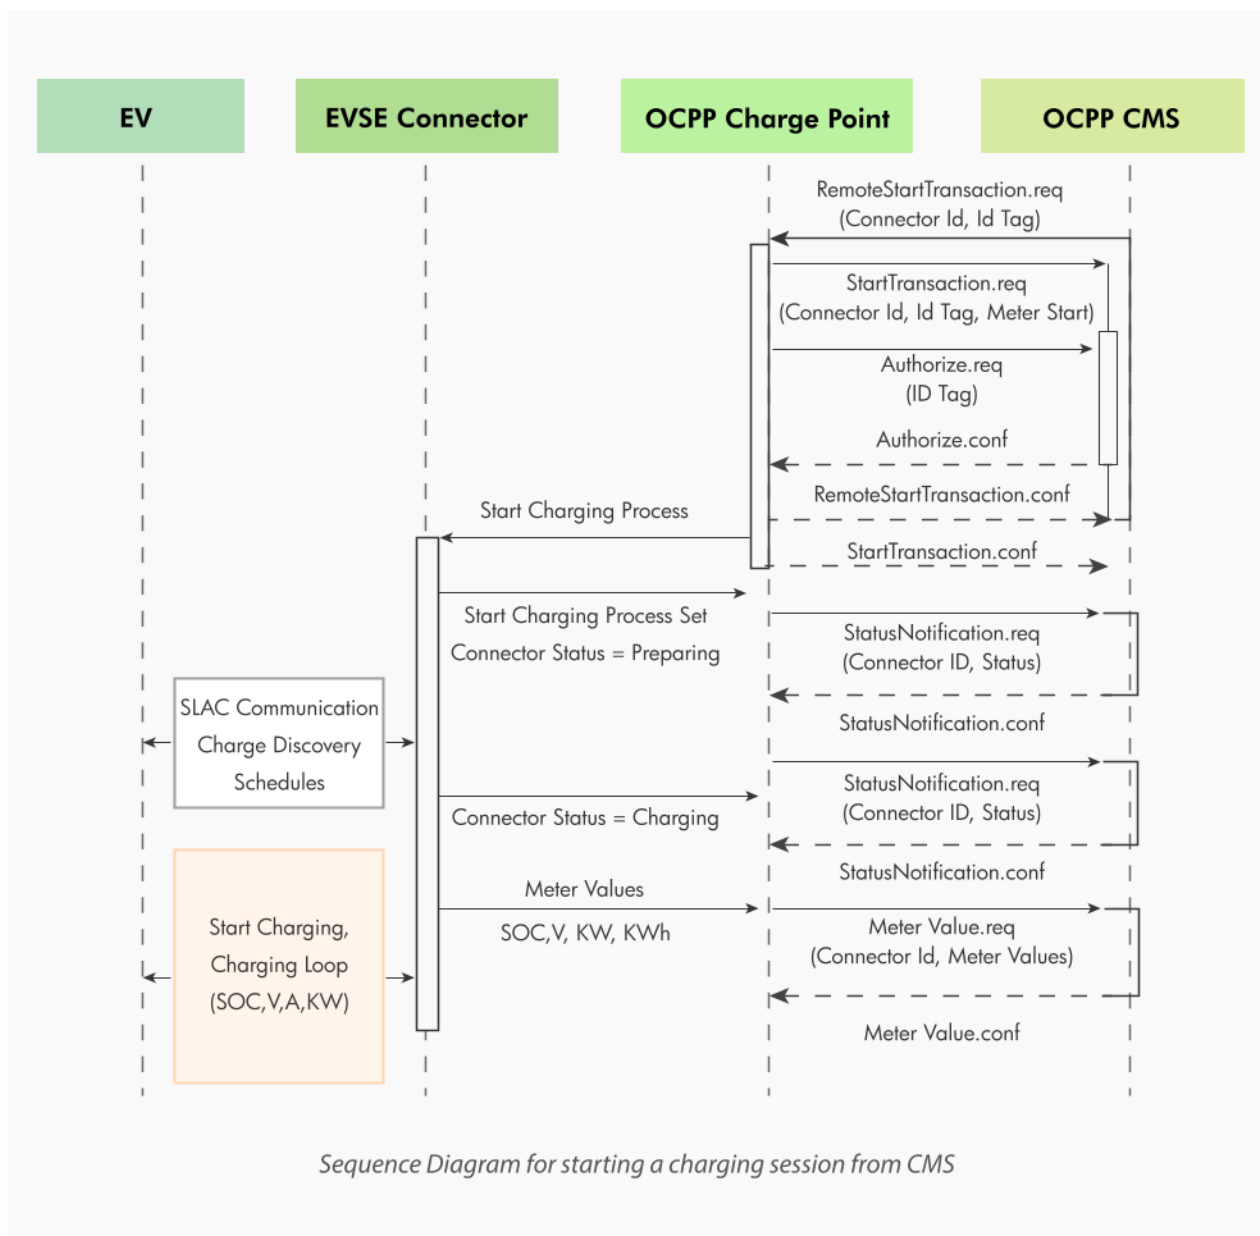 EV
EVSE Connector
OCPP Charge Point
OCPP CMS
RemoteStartTransaction.req
(Connector Id, Id Tag)
StartTransaction.req
(Connector Id, Id Tag, Meter Start)
Authorize.req
(ID Tag)
Authorize.conf
RemoteStartTransaction.conf
Start Charging Process
StartTransaction.conf
Start Charging Process Set
Connector Status = Preparing
StatusNotification.req
(Connector ID, Status)
SLAC Communication
Charge Discovery
Schedules
StatusNotification.conf
StatusNotification.req
(Connector ID, Status)
Connector Status = Charging
StatusNotification.conf
Meter Values
SOC,V, KW, KWh
Meter Value.req
(Connector Id, Meter Values)
Start Charging,
Charging Loop
(SOC,V,A,KW)
Meter Value.conf
Sequence Diagram for starting a charging session from CMS